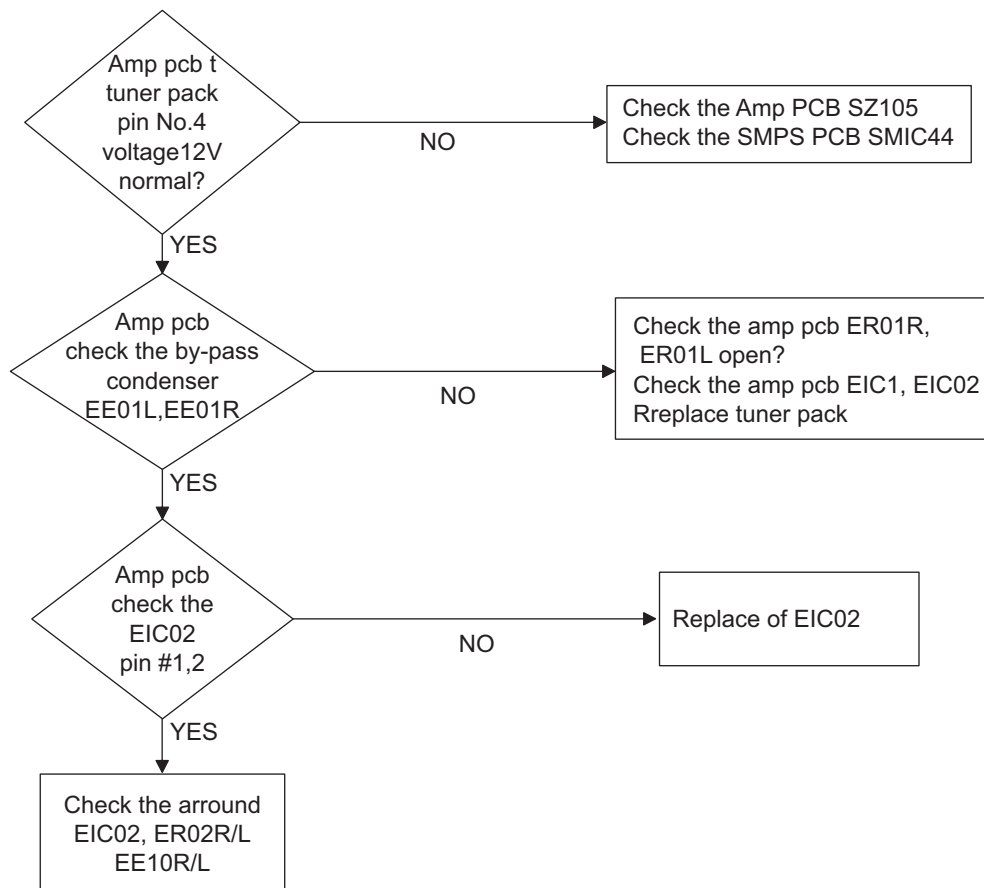 Amp pcb t
tuner pack
pin No.4
voltage12V
normal?
NO
Check the Amp PCB SZ105
Check the SMPS PCB SMIC44
YES
Amp pcb
check the by-pass
condenser
EE01L,EE01R
NO
Check the amp pcb ER01R,
ER01L open?
Check the amp pcb EIC1, EIC02
Rreplace tuner pack
YES
Amp pcb
check the
EIC02
pin #1,2
NO
Replace of EIC02
YES
Check the arround
EIC02, ER02R/L
EE10R/L